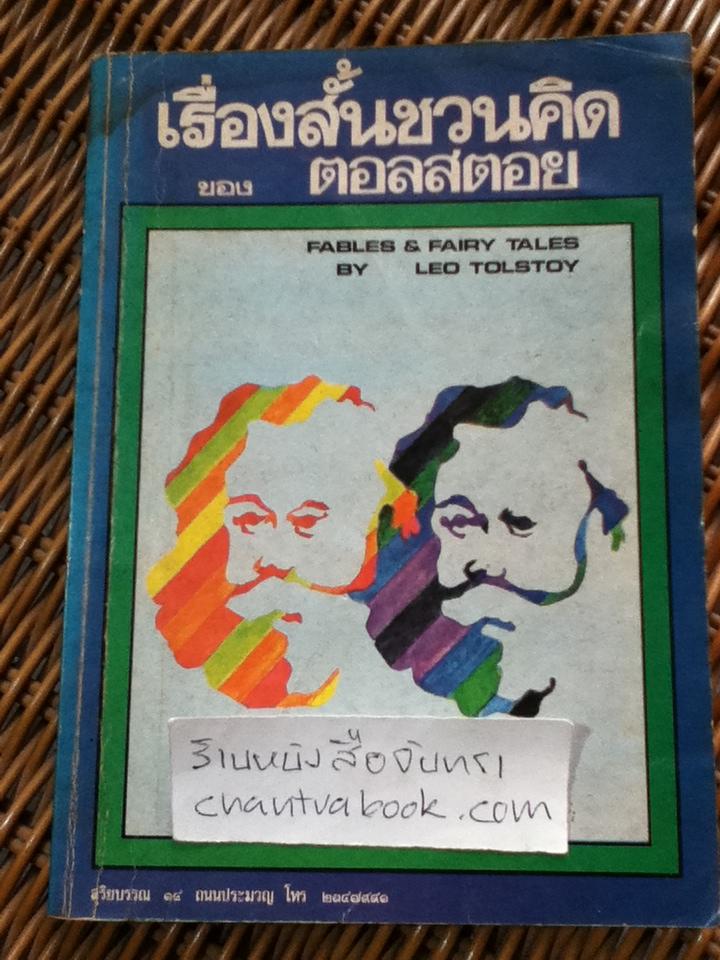 เรื่องสั้นชวนคิด
ของ ตอลสตอย
FABLES & FAIRY TALES
BY LEO TOLSTOY
ร้านหนังสือจันทรา
chantrabook.com
สุริยบรรณ ๑๔ ถนนประมวญ โทร ๒๓๔๗๙๙๑